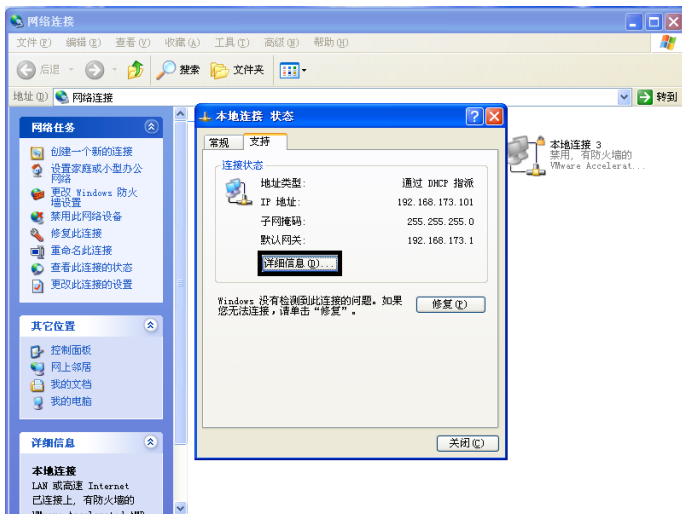 网络连接
文件(F) 编辑(E) 查看(V) 收藏(A) 工具(T) 高级(N) 帮助(H)
后退 搜索 文件夹
地址(D) 网络连接 转到
网络任务
创建一个新的连接
设置家庭或小型办公
网络
更改 Windows 防火
墙设置
禁用此网络设备
修复此连接
重命名此连接
查看此连接的状态
更改此连接的设置
其它位置
控制面板
网上邻居
我的文档
我的电脑
详细信息
本地连接
LAN 或高速 Internet
已连接上, 有防火墙的
本地连接 状态
常规 支持
连接状态
地址类型: 通过 DHCP 指派
IP 地址: 192.168.173.101
子网掩码: 255.255.255.0
默认网关: 192.168.173.1
详细信息(D)...
Windows 没有检测到此连接的问题。如果
您无法连接，请单击“修复”。
修复(P)
关闭(C)
本地连接 3
禁用, 有防火墙的
VMware Accelerat...